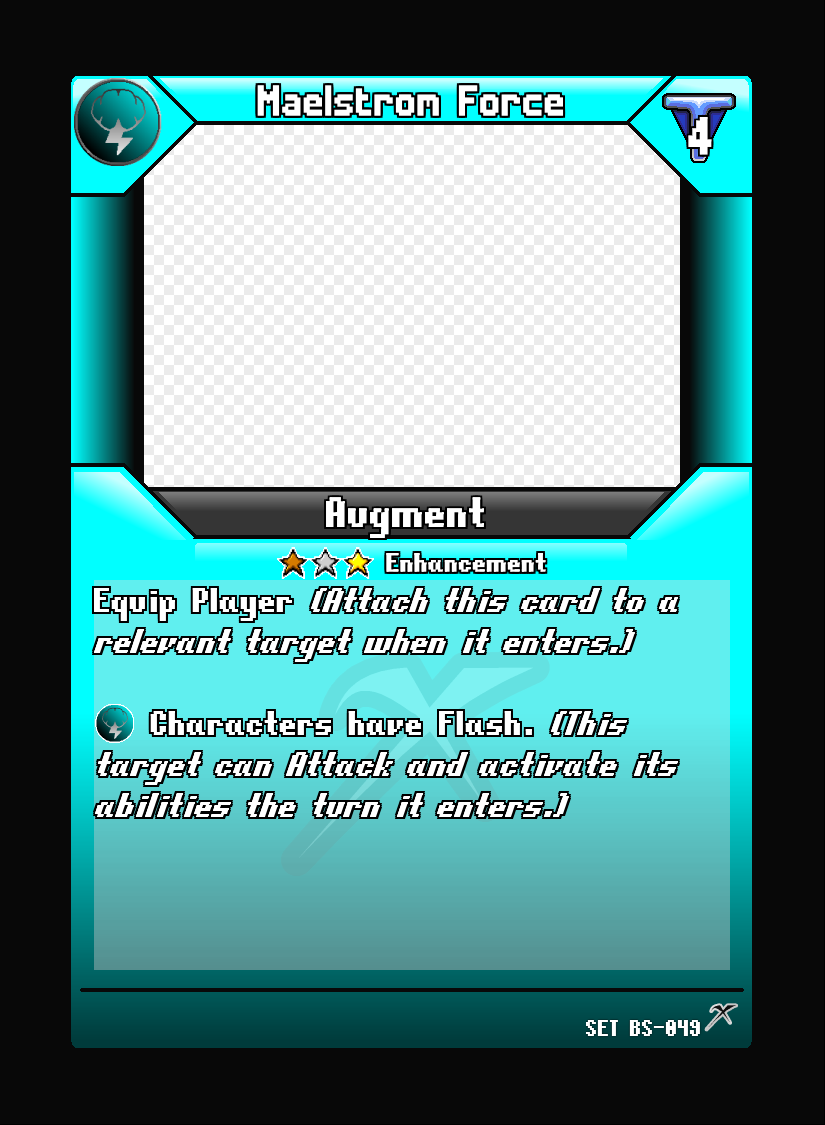 Maelstrom Force
4
Augment
Enhancement
Equip Player (Attach this card to a
relevant target when it enters.)
Characters have Flash. (This
target can Attack and activate its
abilities the turn it enters.)
SET BS-049